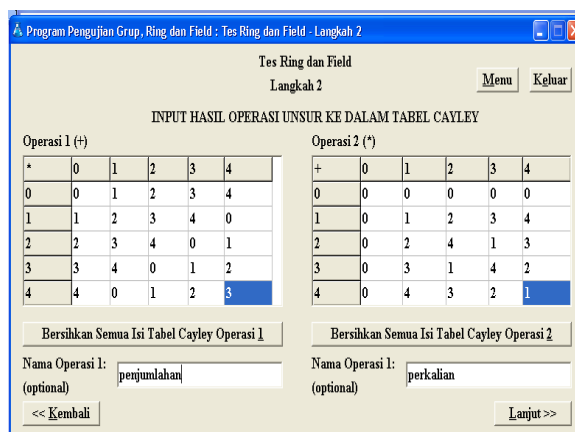 Program Pengujian Grup, Ring dan Field : Tes Ring dan Field - Langkah 2
Tes Ring dan Field
Langkah 2
Menu Keluar
INPUT HASIL OPERASI UNSUR KE DALAM TABEL CAYLEY
Operasi 1 (+)
* 0 1 2 3 4
0 0 1 2 3 4
1 1 2 3 4 0
2 2 3 4 0 1
3 3 4 0 1 2
4 4 0 1 2 3
Bersihkan Semua Isi Tabel Cayley Operasi 1
Nama Operasi 1:
(optional)
penjumlahan
<< Kembali
Operasi 2 (*)
+ 0 1 2 3 4
0 0 0 0 0 0
1 0 1 2 3 4
2 0 2 4 1 3
3 0 3 1 4 2
4 0 4 3 2 1
Bersihkan Semua Isi Tabel Cayley Operasi 2
Nama Operasi 1:
(optional)
perkalian
Lanjut >>